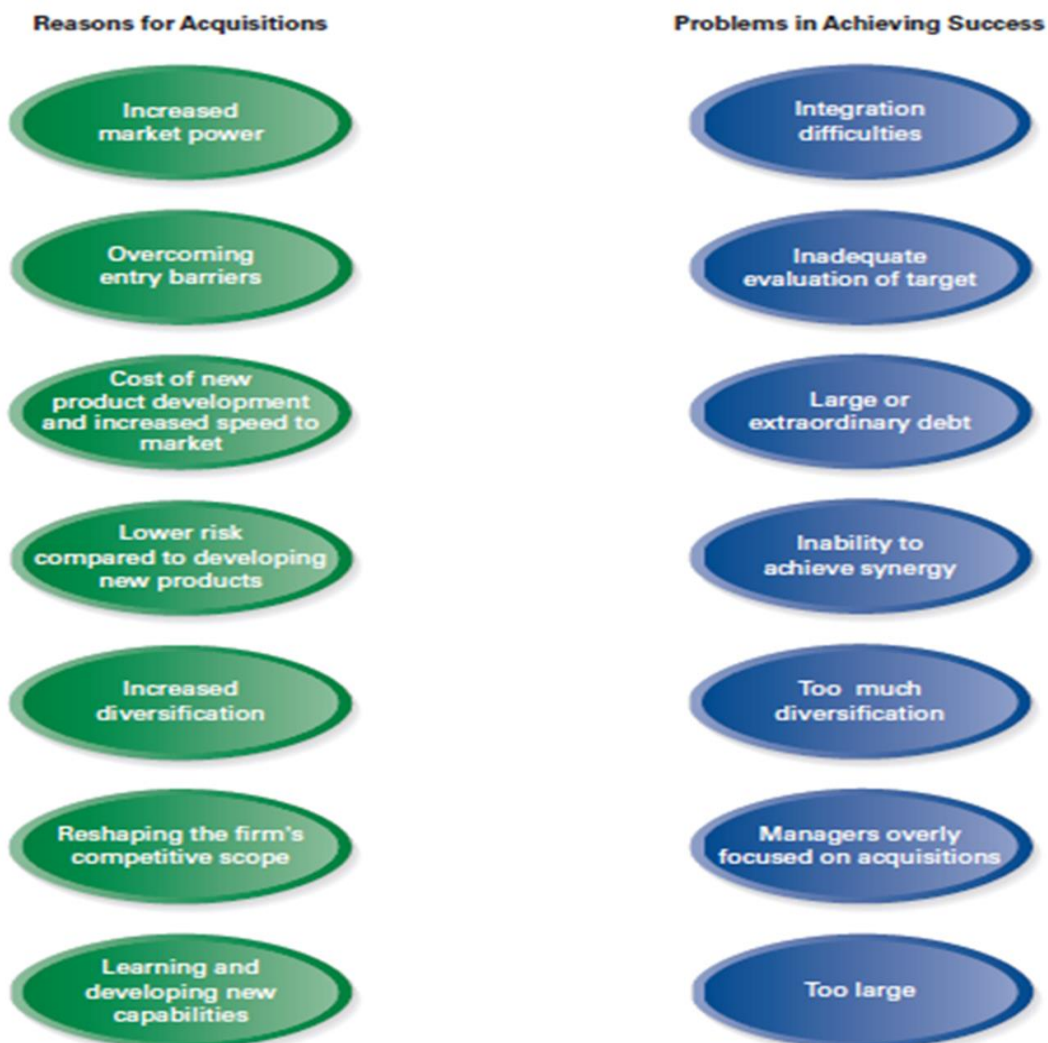 Reasons for Acquisitions
Increased
market power
Overcoming
entry barriers
Cost of new
product development
and increased speed to
market
Lower risk
compared to developing
new products
Increased
diversification
Reshaping the firm's
competitive scope
Learning and
developing new
capabilities
Problems in Achieving Success
Integration
difficulties
Inadequate
evaluation of target
Large or
extraordinary debt
Inability to
achieve synergy
Too much
diversification
Managers overly
focused on acquisitions
Too large